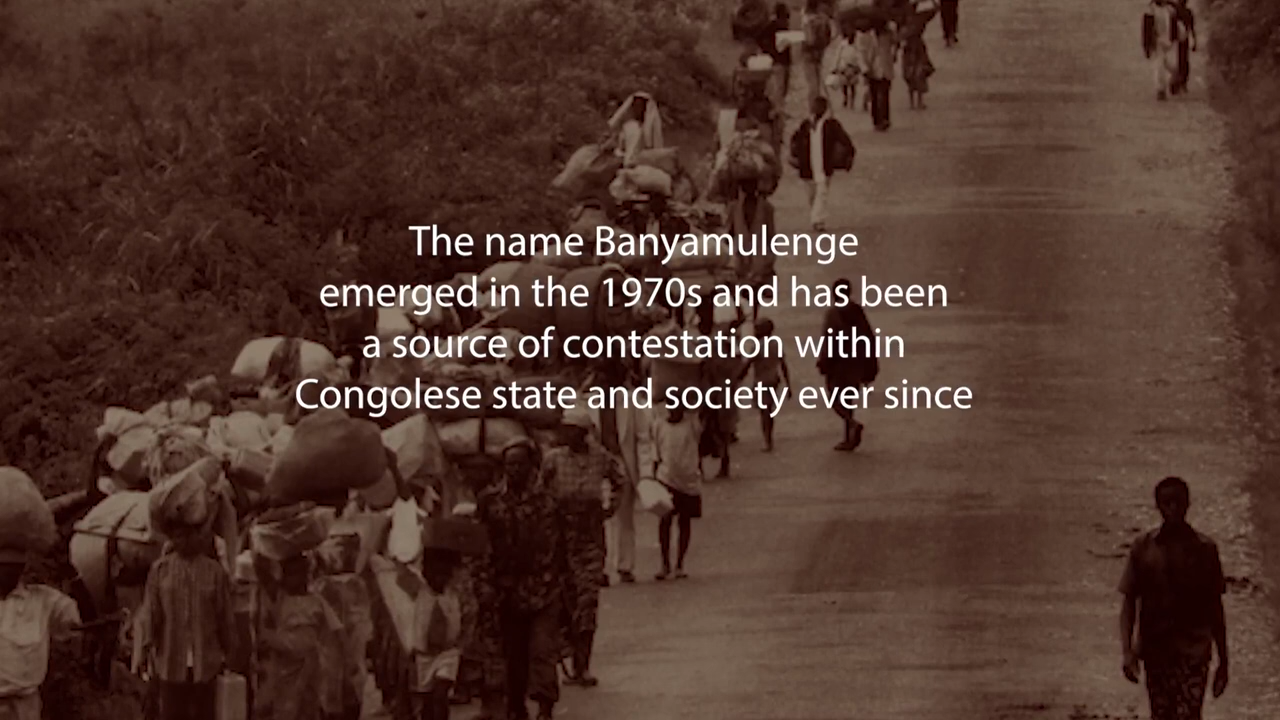 The name Banyamulenge
emerged in the 1970s and has been
a source of contestation within
Congolese state and society ever since